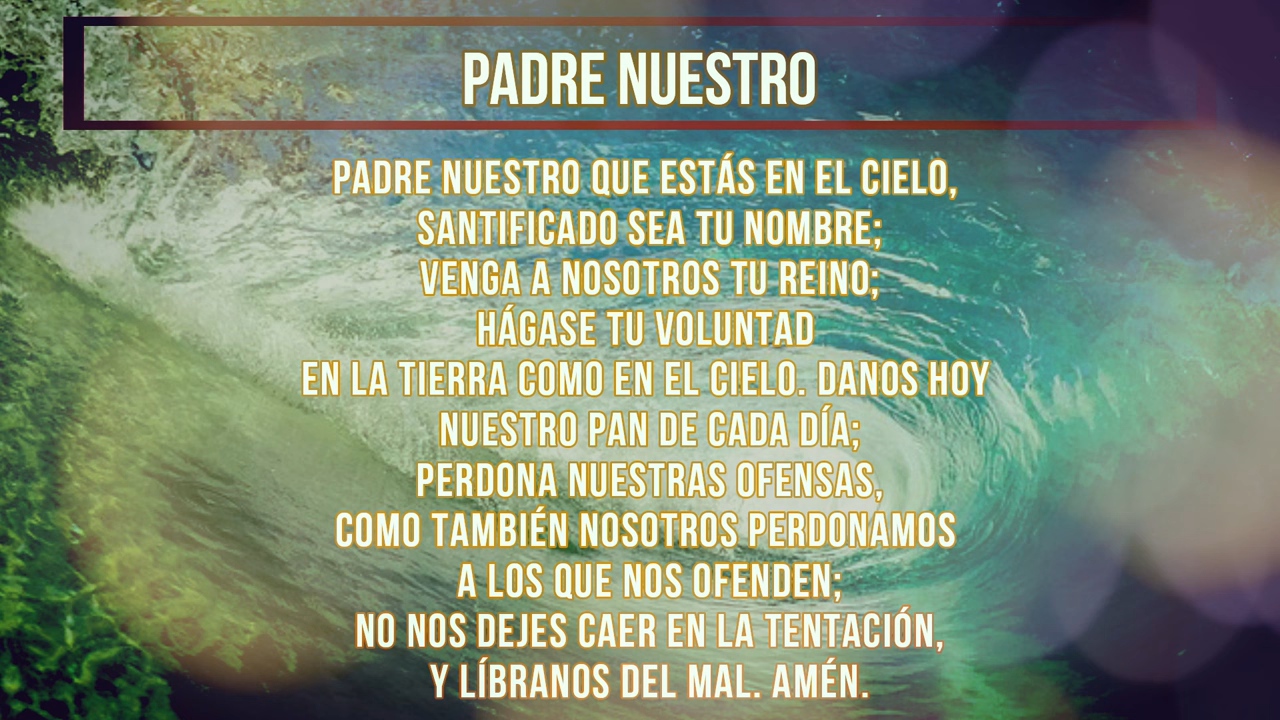 PADRE NUESTRO
PADRE NUESTRO QUE ESTÁS EN EL CIELO,
SANTIFICADO SEA TU NOMBRE;
VENGA A NOSOTROS TU REINO;
HÁGASE TU VOLUNTAD
EN LA TIERRA COMO EN EL CIELO. DANOS HOY
NUESTRO PAN DE CADA DÍA;
PERDONA NUESTRAS OFENSAS,
COMO TAMBIÉN NOSOTROS PERDONAMOS
A LOS QUE NOS OFENDEN;
NO NOS DEJES CAER EN LA TENTACIÓN,
Y LÍBRANOS DEL MAL. AMÉN.